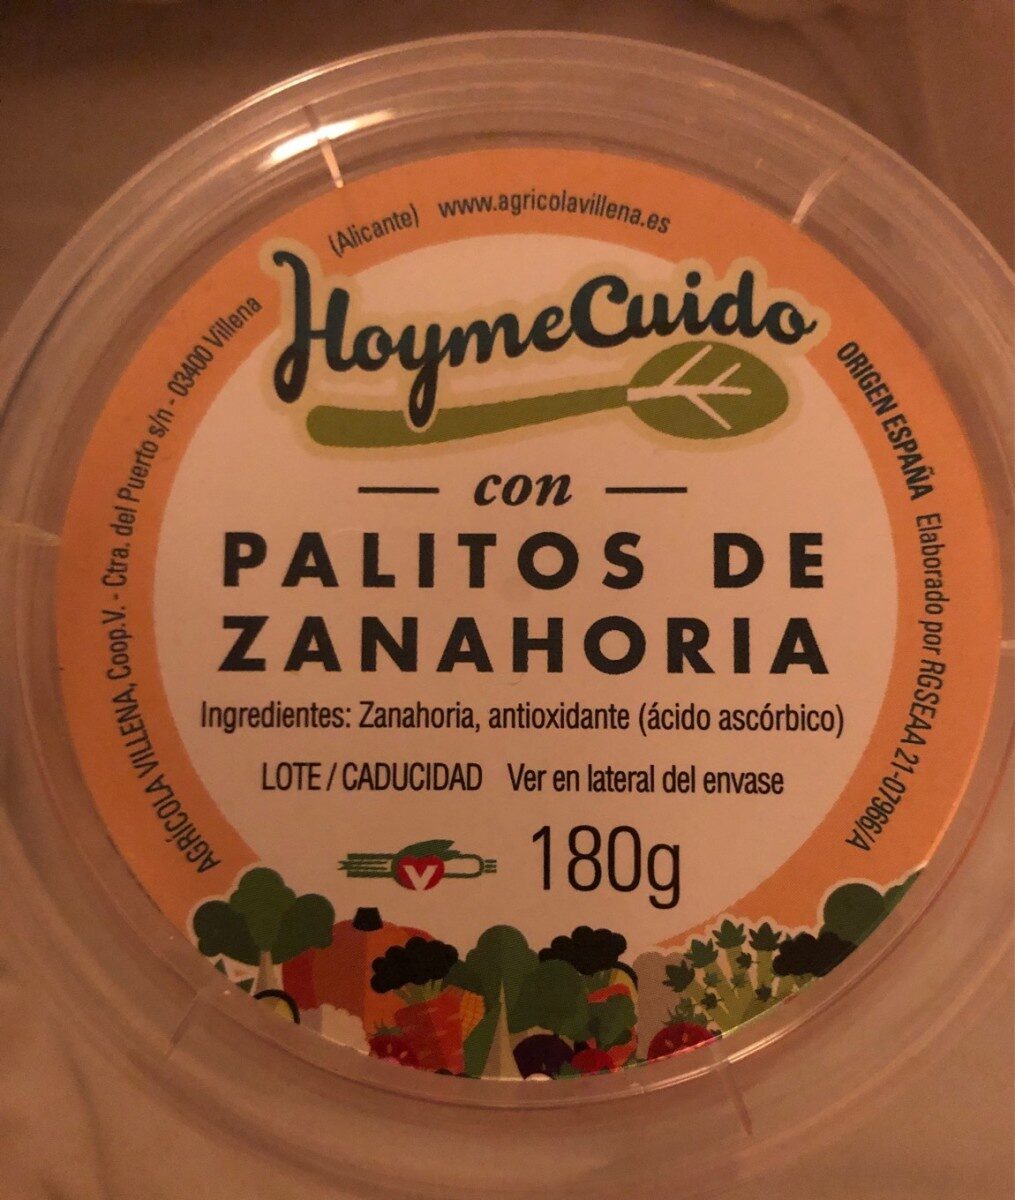 AGRÍCOLA VILLENA, Coop.V. - Ctra. del Puerto s/n - 03400 Villena (Alicante) www.agricolavillena.es
ORIGEN ESPAÑA Elaborado por RGSEAA 21-07966/A
HoymeCuido
con
PALITOS DE
ZANAHORIA
Ingredientes: Zanahoria, antioxidante (ácido ascórbico)
LOTE / CADUCIDAD Ver en lateral del envase
V
180g